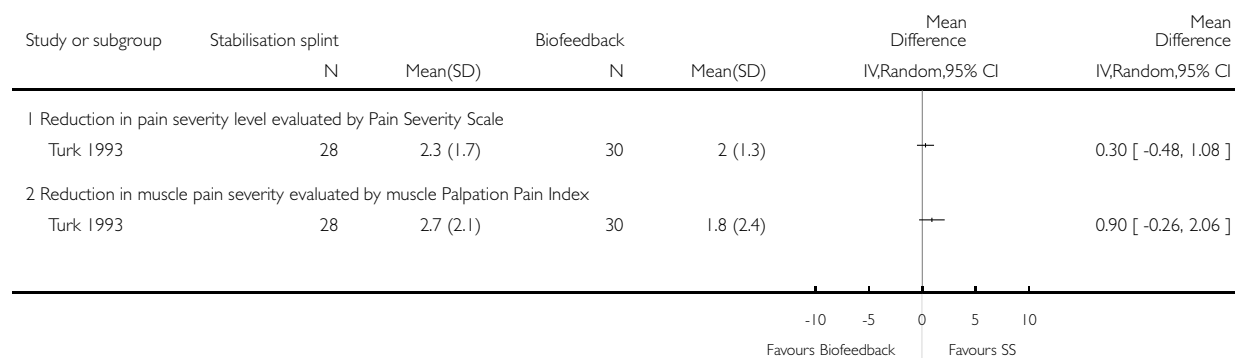 Study or subgroup Stabilisation splint Biofeedback Mean Difference Mean Difference
N Mean(SD) N Mean(SD) IV,Random,95% CI IV,Random,95% CI
1 Reduction in pain severity level evaluated by Pain Severity Scale
Turk 1993 28 2.3 (1.7) 30 2 (1.3) 0.30 [ -0.48, 1.08 ]
2 Reduction in muscle pain severity evaluated by muscle Palpation Pain Index
Turk 1993 28 2.7 (2.1) 30 1.8 (2.4) 0.90 [ -0.26, 2.06 ]
-10 -5 0 5 10
Favours Biofeedback Favours SS